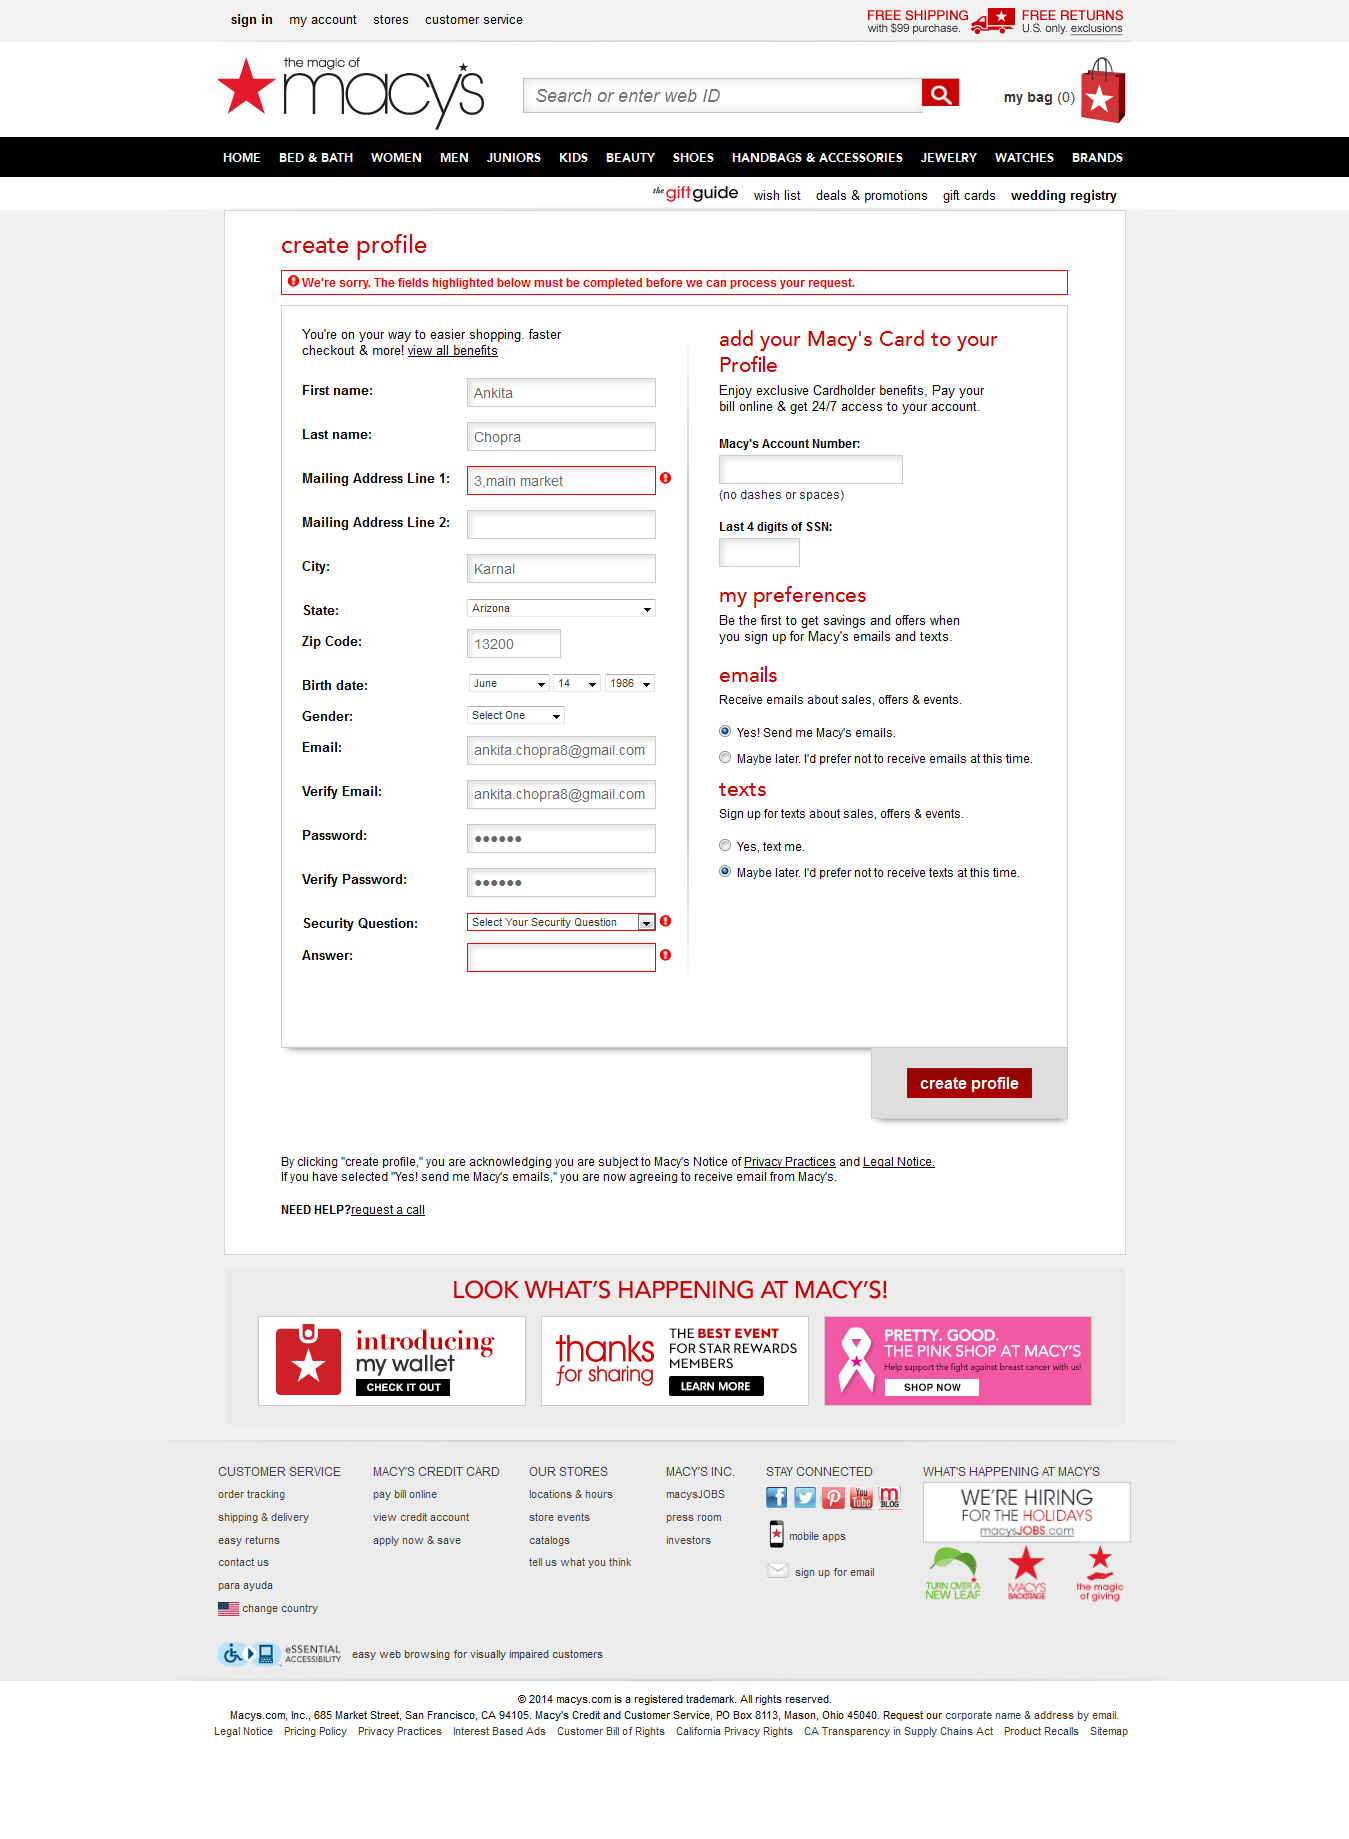 sign in my account stores customer service
FREE SHIPPING
with $99 purchase.
FREE RETURNS
U.S. only. exclusions
the magic of
macy's
Search or enter web ID
my bag (0)
HOME BED & BATH WOMEN MEN JUNIORS KIDS BEAUTY SHOES HANDBAGS & ACCESSORIES JEWELRY WATCHES BRANDS
the giftguide wish list deals & promotions gift cards wedding registry
create profile
We're sorry. The fields highlighted below must be completed before we can process your request.
You're on your way to easier shopping. faster
checkout & more! view all benefits
First name: Ankita
Last name: Chopra
Mailing Address Line 1: 3,main market
Mailing Address Line 2:
City: Karnal
State: Arizona
Zip Code: 13200
Birth date: June 14 1986
Gender: Select One
Email: ankita.chopra8@gmail.com
Verify Email: ankita.chopra8@gmail.com
Password: ●●●●●●
Verify Password: ●●●●●●
Security Question: Select Your Security Question
Answer:
add your Macy's Card to your
Profile
Enjoy exclusive Cardholder benefits, Pay your
bill online & get 24/7 access to your account.
Macy's Account Number:
(no dashes or spaces)
Last 4 digits of SSN:
my preferences
Be the first to get savings and offers when
you sign up for Macy's emails and texts.
emails
Receive emails about sales, offers & events.
Yes! Send me Macy's emails.
Maybe later. I'd prefer not to receive emails at this time.
texts
Sign up for texts about sales, offers & events.
Yes, text me.
Maybe later. I'd prefer not to receive texts at this time.
create profile
By clicking "create profile," you are acknowledging you are subject to Macy's Notice of Privacy Practices and Legal Notice.
If you have selected "Yes! send me Macy's emails," you are now agreeing to receive email from Macy's.
NEED HELP?request a call
LOOK WHAT'S HAPPENING AT MACY'S!
introducing
my wallet
CHECK IT OUT
thanks
for sharing
THE BEST EVENT
FOR STAR REWARDS
MEMBERS
LEARN MORE
PRETTY. GOOD.
THE PINK SHOP AT MACY'S
Help support the fight against breast cancer with us!
SHOP NOW
CUSTOMER SERVICE
order tracking
shipping & delivery
easy returns
contact us
para ayuda
change country
MACY'S CREDIT CARD
pay bill online
view credit account
apply now & save
OUR STORES
locations & hours
store events
catalogs
tell us what you think
MACY'S INC.
macysJOBS
press room
investors
STAY CONNECTED
f
You
Tube
m
BLOG
mobile apps
sign up for email
WHAT'S HAPPENING AT MACY'S
WE'RE HIRING
FOR THE HOLIDAYS
macysJOBS.com
TURN OVER A
NEW LEAF
MACYS
BACKSTAGE
the magic
of giving
eSSENTIAL
ACCESSIBILITY
easy web browsing for visually impaired customers
© 2014 macys.com is a registered trademark. All rights reserved.
Macys.com, Inc., 685 Market Street, San Francisco, CA 94105. Macy's Credit and Customer Service, PO Box 8113, Mason, Ohio 45040. Request our corporate name & address by email.
Legal Notice Pricing Policy Privacy Practices Interest Based Ads Customer Bill of Rights California Privacy Rights CA Transparency in Supply Chains Act Product Recalls Sitemap